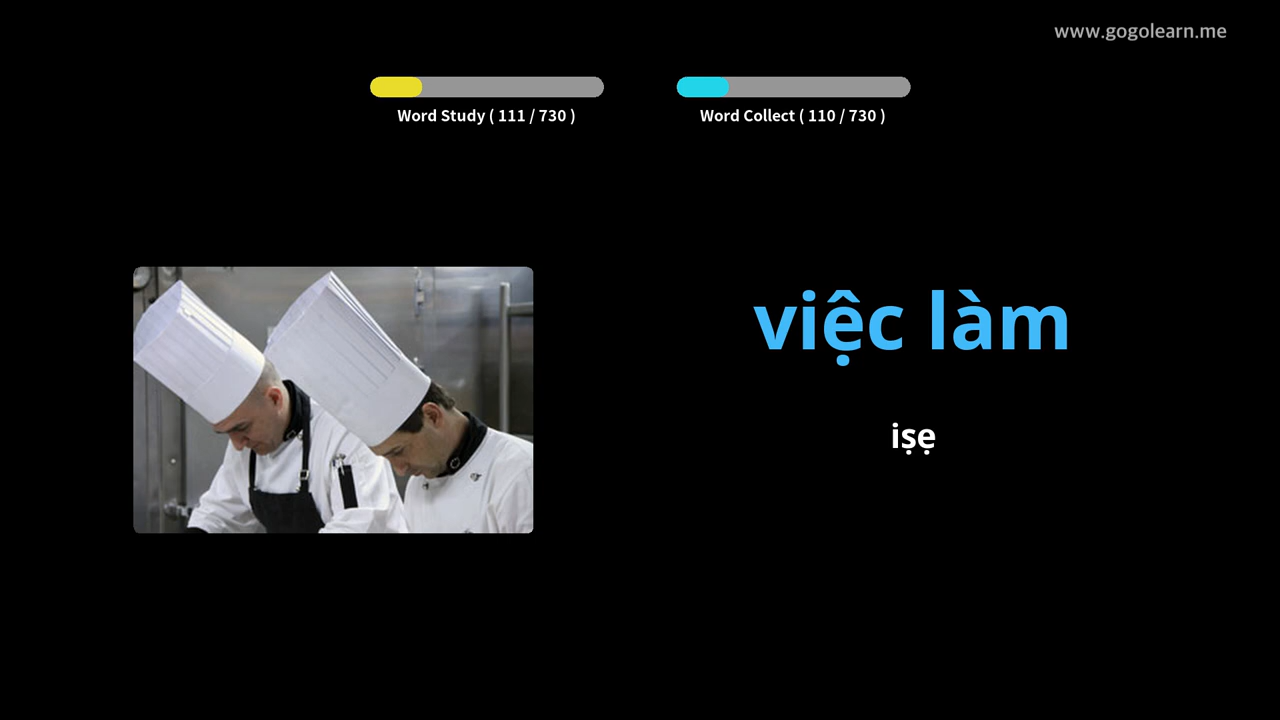 www.gogolearn.me
Word Study ( 111 / 730 )
Word Collect ( 110 / 730 )
việc làm
iṣẹ